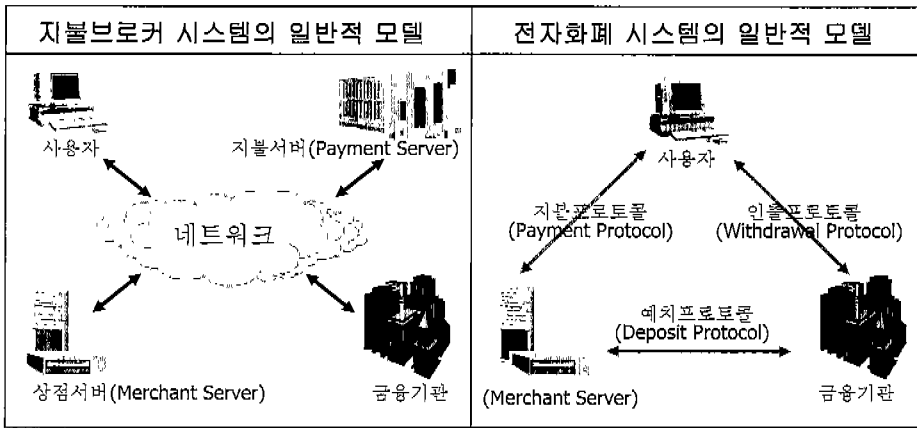 지불브로커 시스템의 일반적 모델
사용자
지불서버(Payment Server)
네트워크
상점서버(Merchant Server)
금융기관
전자화폐 시스템의 일반적 모델
사용자
지불프로토콜
(Payment Protocol)
인출프로토콜
(Withdrawal Protocol)
예치프로토콜
(Deposit Protocol)
(Merchant Server)
금융기관